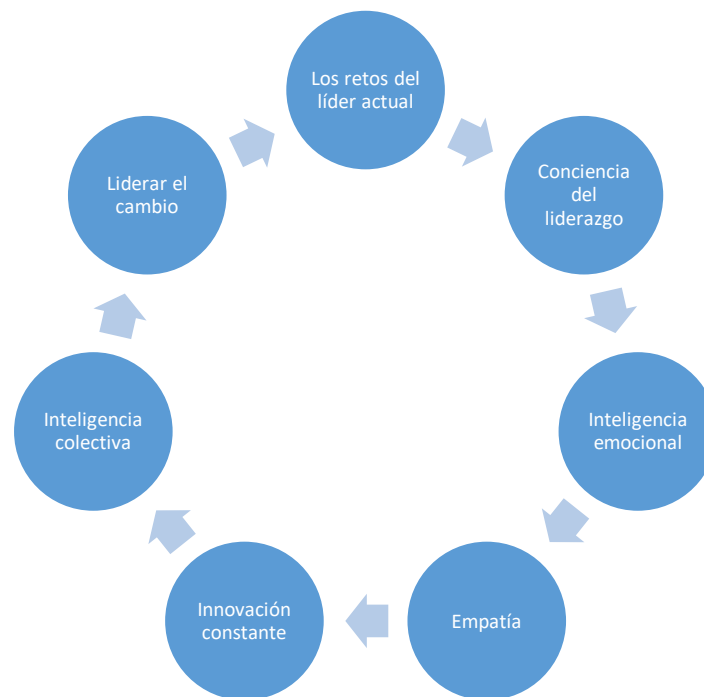 Los retos del
líder actual
Conciencia
del
liderazgo
Inteligencia
emocional
Empatía
Innovación
constante
Inteligencia
colectiva
Liderar el
cambio